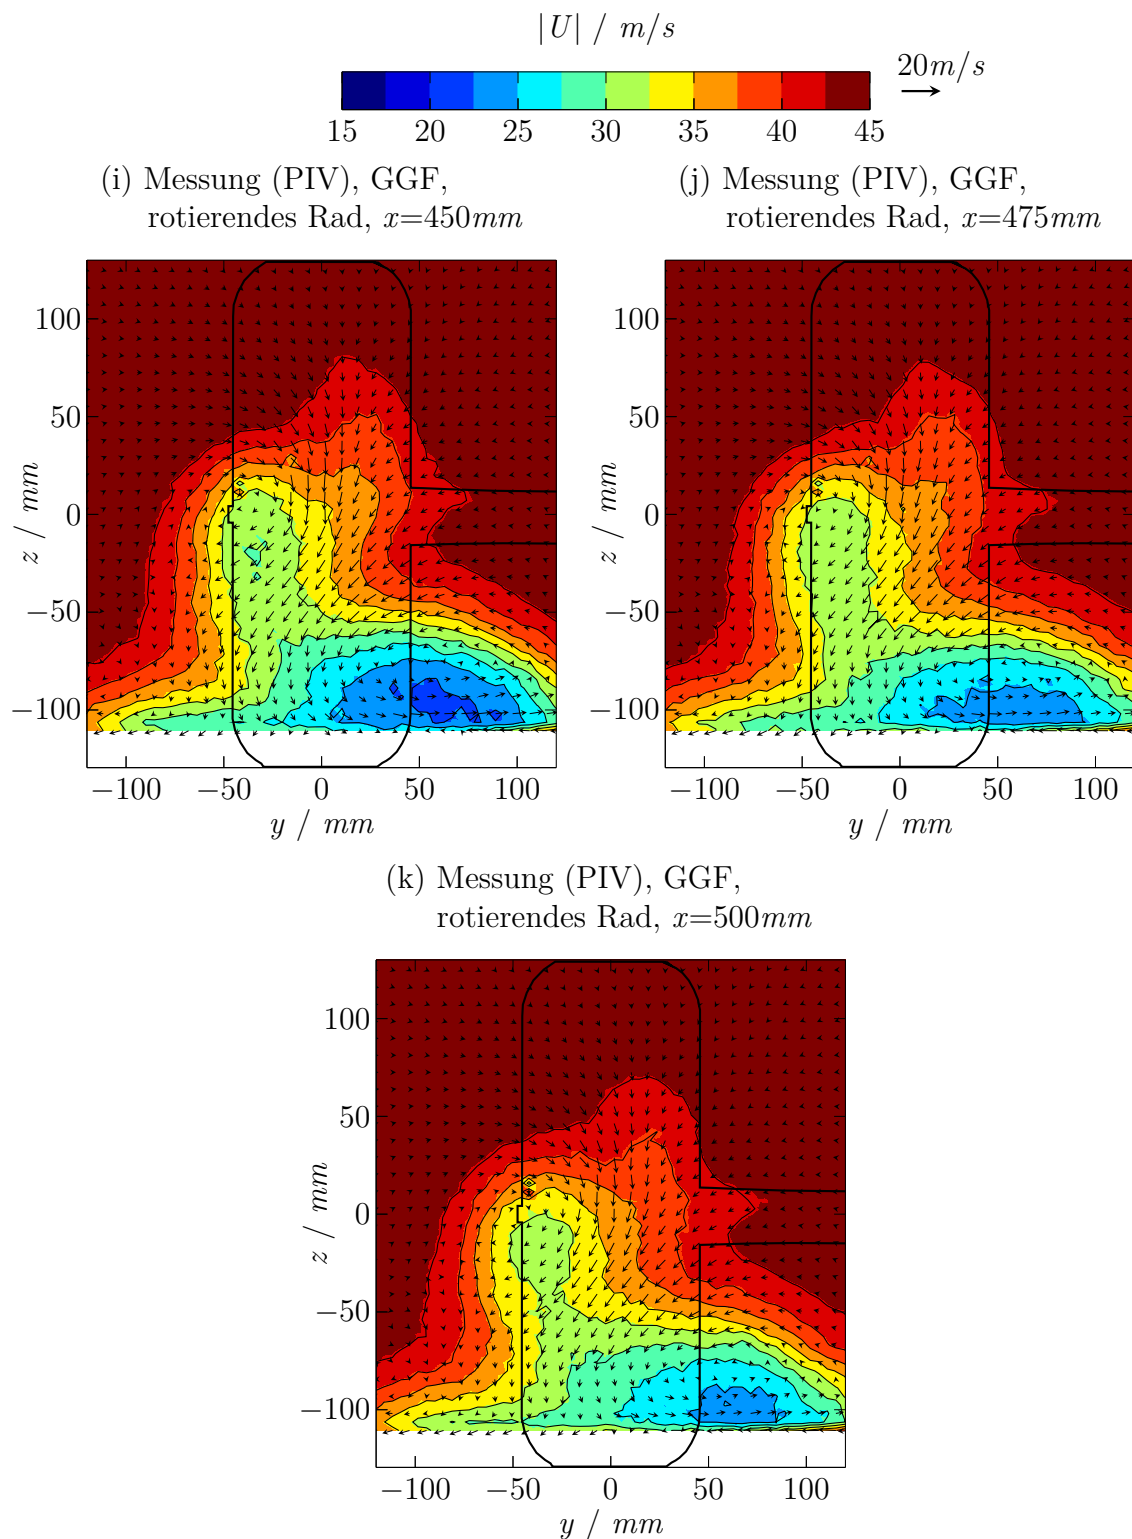 |U| / m/s
20m/s
15 20 25 30 35 40 45
(i) Messung (PIV), GGF,
rotierendes Rad, x=450mm
(j) Messung (PIV), GGF,
rotierendes Rad, x=475mm
100
50
0
−50
−100
z / mm
−100 −50 0 50 100
y / mm
100
50
0
−50
−100
z / mm
−100 −50 0 50 100
y / mm
(k) Messung (PIV), GGF,
rotierendes Rad, x=500mm
100
50
0
−50
−100
z / mm
−100 −50 0 50 100
y / mm